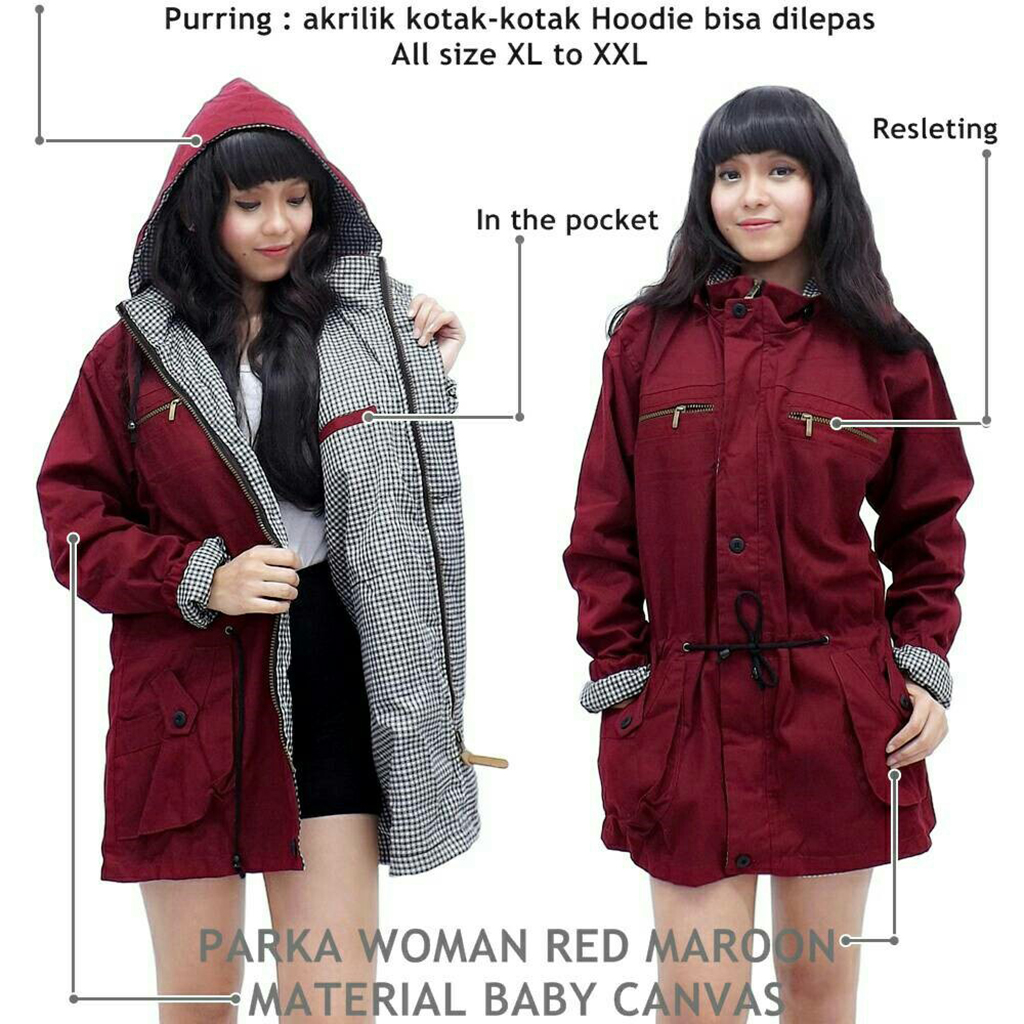 Purring : akrilik kotak-kotak Hoodie bisa dilepas
All size XL to XXL
Resleting
In the pocket
PARKA WOMAN RED MAROON
MATERIAL BABY CANVAS